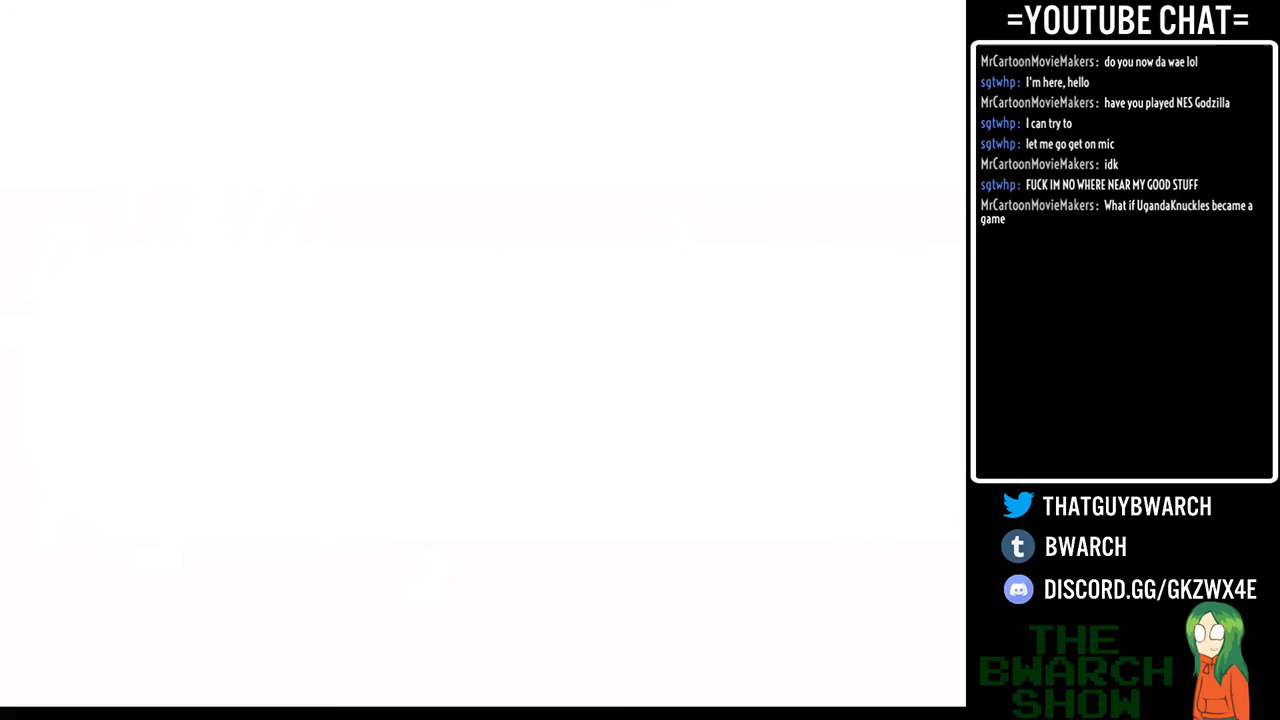 =YOUTUBE CHAT=
MrCartoonMovieMakers: do you now da wae lol
sgtwhp: I'm here, hello
MrCartoonMovieMakers: have you played NES Godzilla
sgtwhp: I can try to
sgtwhp: let me go get on mic
MrCartoonMovieMakers: idk
sgtwhp: FUCK IM NO WHERE NEAR MY GOOD STUFF
MrCartoonMovieMakers: What if UgandaKnuckles became a
game
THATGUYBWARCH
t BWARCH
DISCORD.GG/GKZWX4E
THE
BWARCH
SHOW